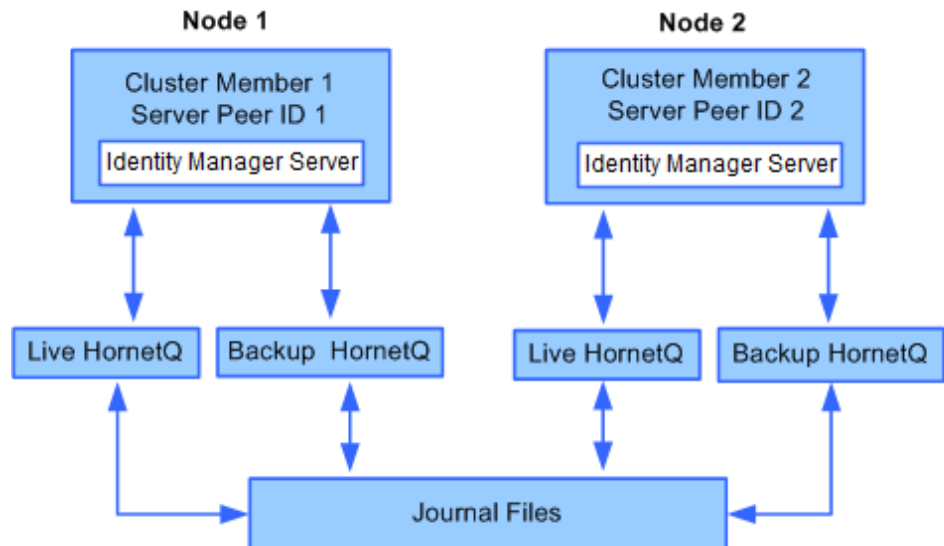 Node 1
Node 2
Cluster Member 1
Server Peer ID 1
Identity Manager Server
Cluster Member 2
Server Peer ID 2
Identity Manager Server
Live HornetQ
Backup HornetQ
Live HornetQ
Backup HornetQ
Journal Files